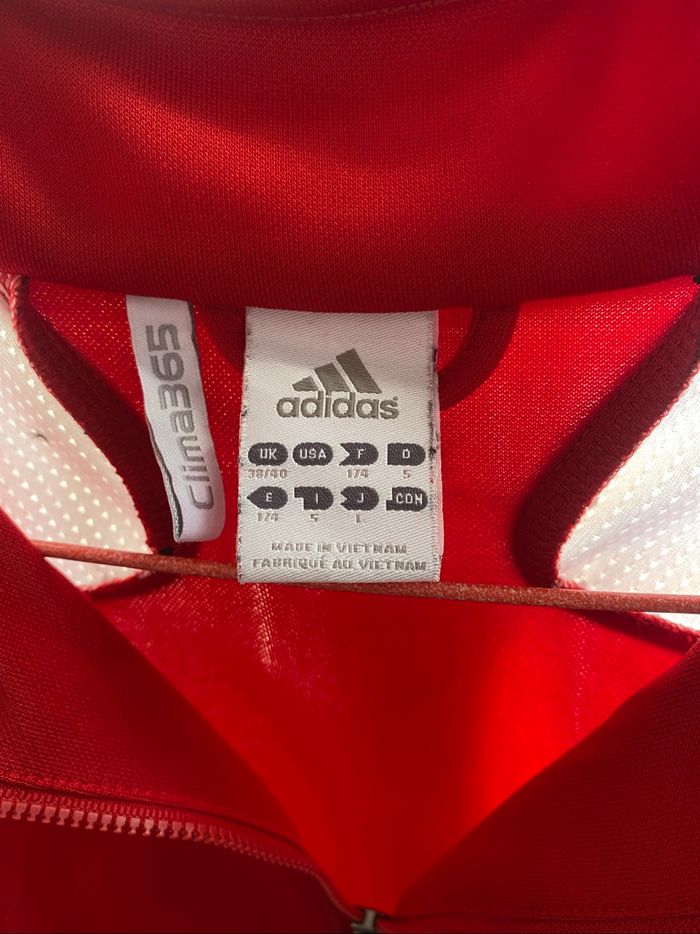 clima365
adidas
UK USA F D
38/40 174 5
E I J CDN
174 5 L
MADE IN VIETNAM
FABRIQUÉ AU VIETNAM